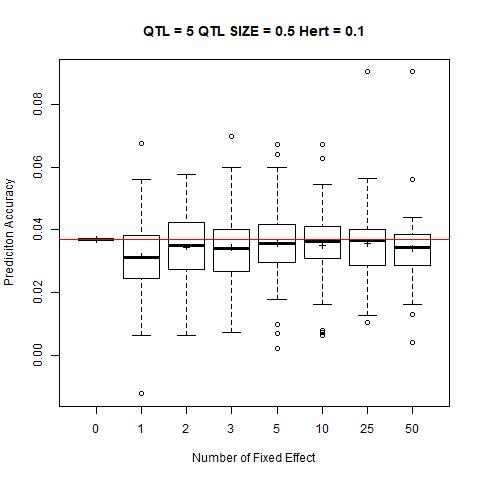 QTL = 5 QTL SIZE = 0.5 Hert = 0.1
Prediciton Accuracy
0.08
0.06
0.04
0.02
0.00
0 1 2 3 5 10 25 50
Number of Fixed Effect